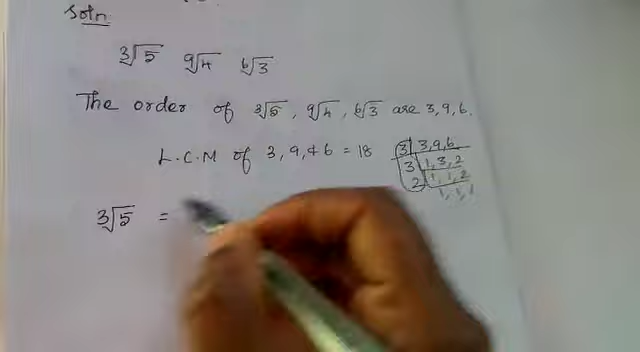 Soln
∛5 ⁹√4 ⁶√3
The order of ∛5, ⁹√4, ⁶√3 are 3, 9, 6.
L.C.M of 3, 9, & 6 = 18
3 | 3, 9, 6
3 | 1, 3, 2
2 | 1, 1, 2
1, 1, 1
∛5 =